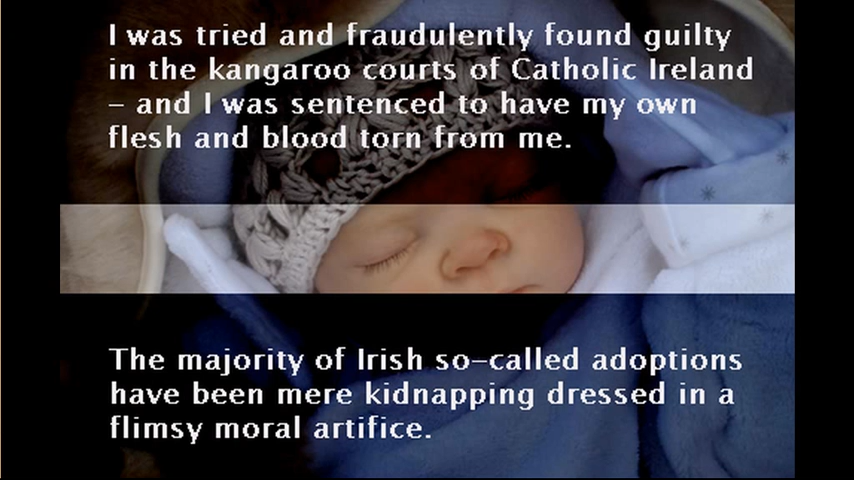 I was tried and fraudulently found guilty
in the kangaroo courts of Catholic Ireland
– and I was sentenced to have my own
flesh and blood torn from me.
The majority of Irish so–called adoptions
have been mere kidnapping dressed in a
flimsy moral artifice.